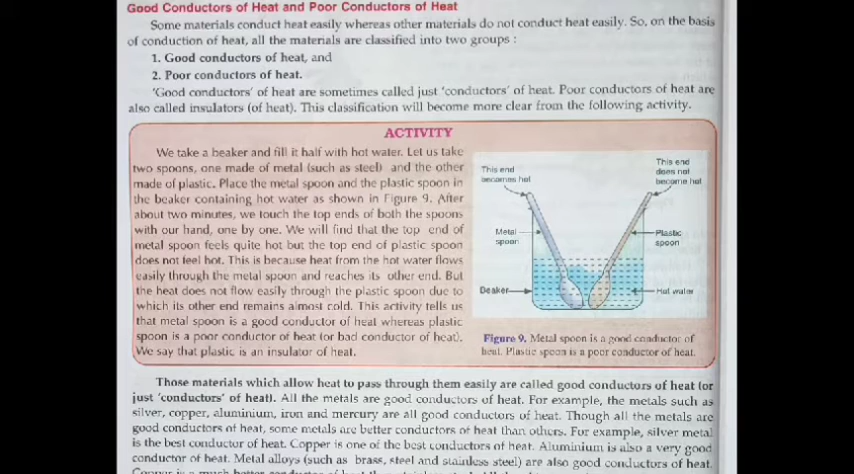 Good Conductors of Heat and Poor Conductors of Heat
Some materials conduct heat easily whereas other materials do not conduct heat easily. So, on the basis
of conduction of heat, all the materials are classified into two groups :
1. Good conductors of heat, and
2. Poor conductors of heat.
'Good conductors' of heat are sometimes called just 'conductors' of heat. Poor conductors of heat are
also called insulators (of heat). This classification will become more clear from the following activity.
ACTIVITY
We take a beaker and fill it half with hot water. Let us take
two spoons, one made of metal (such as steel) and the other
made of plastic. Place the metal spoon and the plastic spoon in
the beaker containing hot water as shown in Figure 9. After
about two minutes, we touch the top ends of both the spoons
with our hand, one by one. We will find that the top end of
metal spoon feels quite hot but the top end of plastic spoon
does not feel hot. This is because heat from the hot water flows
easily through the metal spoon and reaches its other end. But
the heat does not flow easily through the plastic spoon due to
which its other end remains almost cold. This activity tells us
that metal spoon is a good conductor of heat whereas plastic
spoon is a poor conductor of heat (or bad conductor of heat).
We say that plastic is an insulator of heat.
This end
becomes hot
This end
does not
become hot
Metal
spoon
Plastic
spoon
Beaker
Hot water
Figure 9. Metal spoon is a good conductor of
heat. Plastic spoon is a poor conductor of heat.
Those materials which allow heat to pass through them easily are called good conductors of heat (or
just 'conductors' of heat). All the metals are good conductors of heat. For example, the metals such as
silver, copper, aluminium, iron and mercury are all good conductors of heat. Though all the metals are
good conductors of heat, some metals are better conductors of heat than others. For example, silver metal
is the best conductor of heat. Copper is one of the best conductors of heat. Aluminium is also a very good
conductor of heat. Metal alloys (such as brass, steel and stainless steel) are also good conductors of heat.